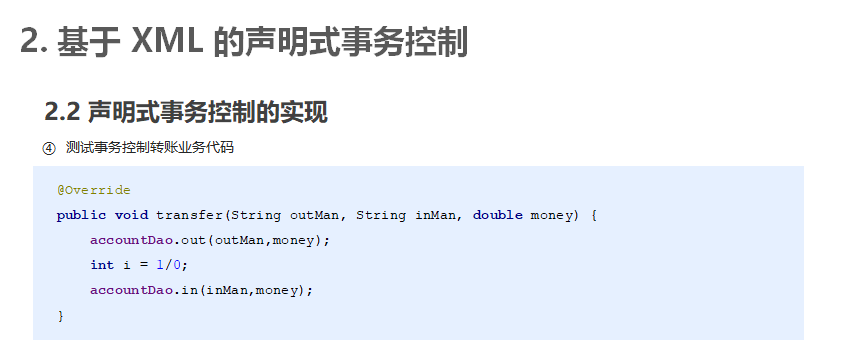 2. 基于 XML 的声明式事务控制
2.2 声明式事务控制的实现
④ 测试事务控制转账业务代码
@Override
public void transfer(String outMan, String inMan, double money) {
    accountDao.out(outMan,money);
    int i = 1/0;
    accountDao.in(inMan,money);
}